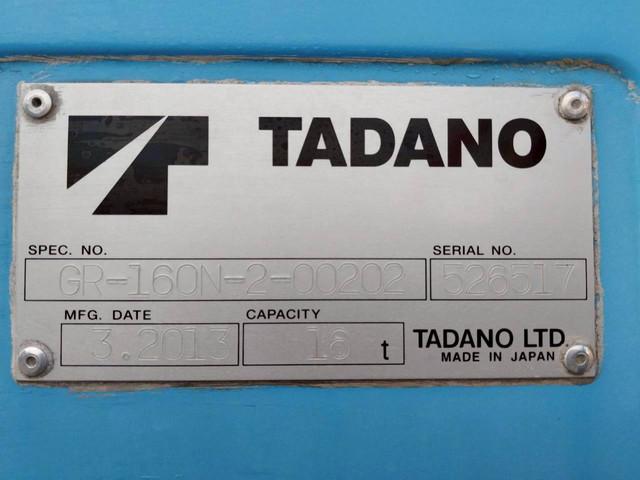 TADANO
SPEC. NO.
GR-160N-2-00202
SERIAL NO.
526517
MFG. DATE
3.2013
CAPACITY
16 t
TADANO LTD.
MADE IN JAPAN